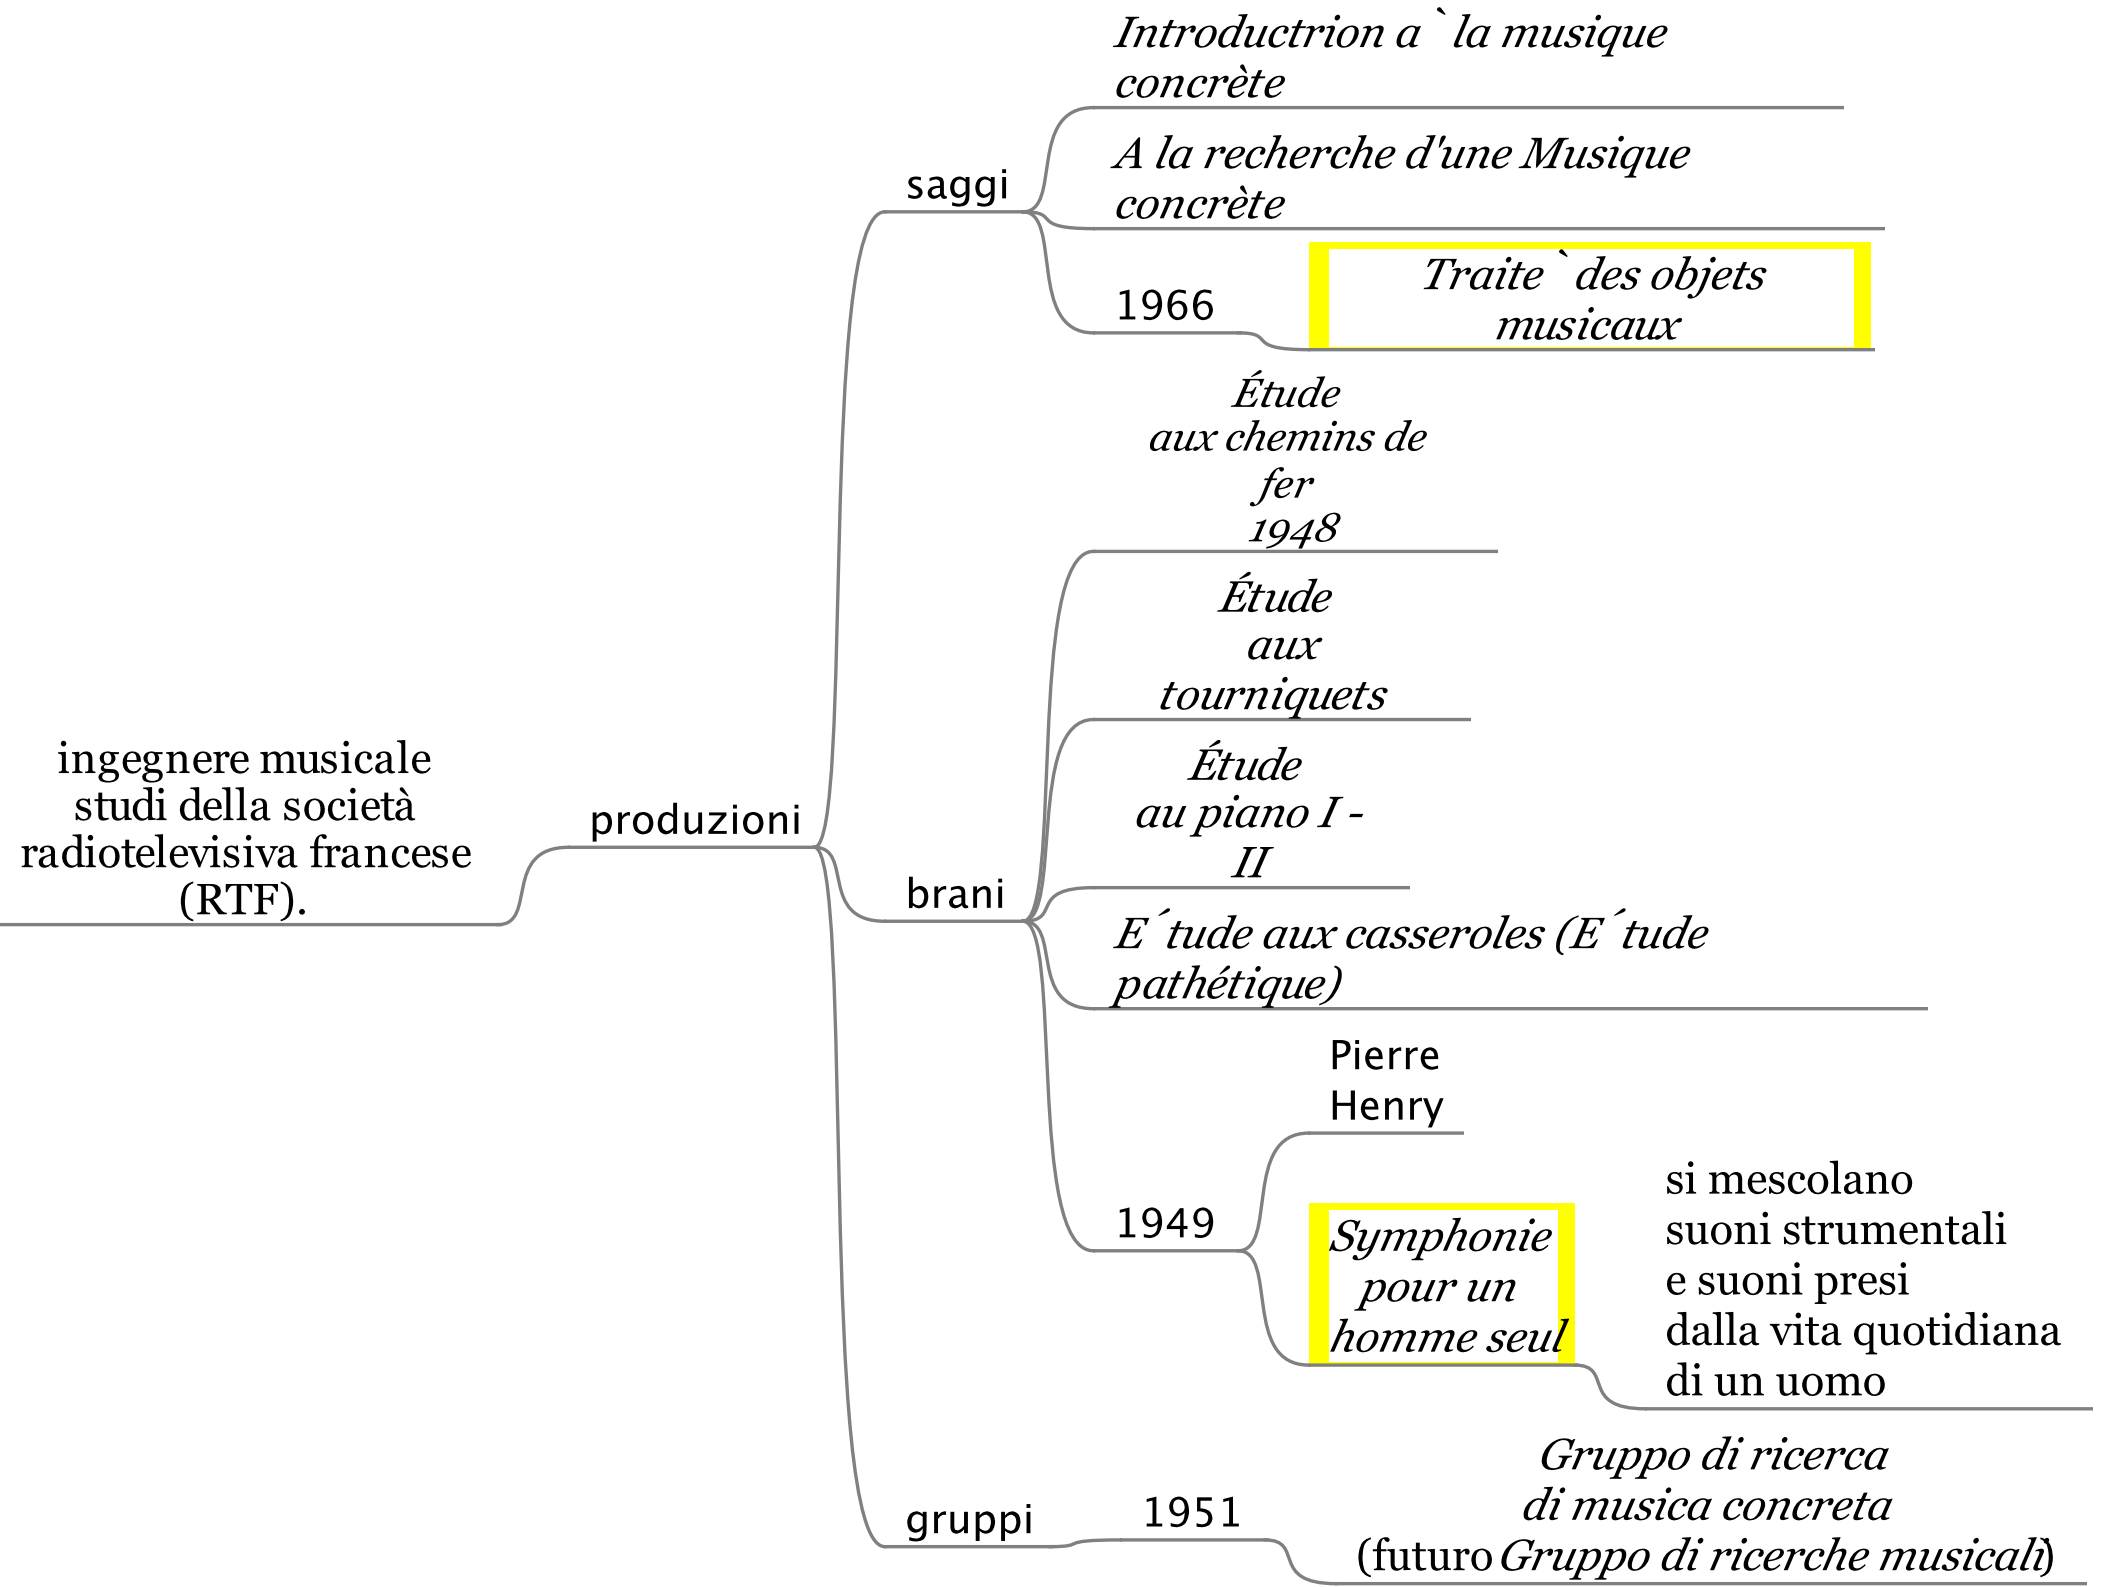 Introductrion a ` la musique
concrète
A la recherche d'une Musique
concrète
saggi
1966
Traite ` des objets
musicaux
Étude
aux chemins de
fer
1948
Étude
aux
tourniquets
ingegnere musicale
studi della società
radiotelevisiva francese
(RTF).
produzioni
Étude
au piano I -
II
brani
E ´ tude aux casseroles (E ´ tude
pathétique)
Pierre
Henry
1949
Symphonie
pour un
homme seul
si mescolano
suoni strumentali
e suoni presi
dalla vita quotidiana
di un uomo
gruppi
1951
Gruppo di ricerca
di musica concreta
(futuro Gruppo di ricerche musicali)